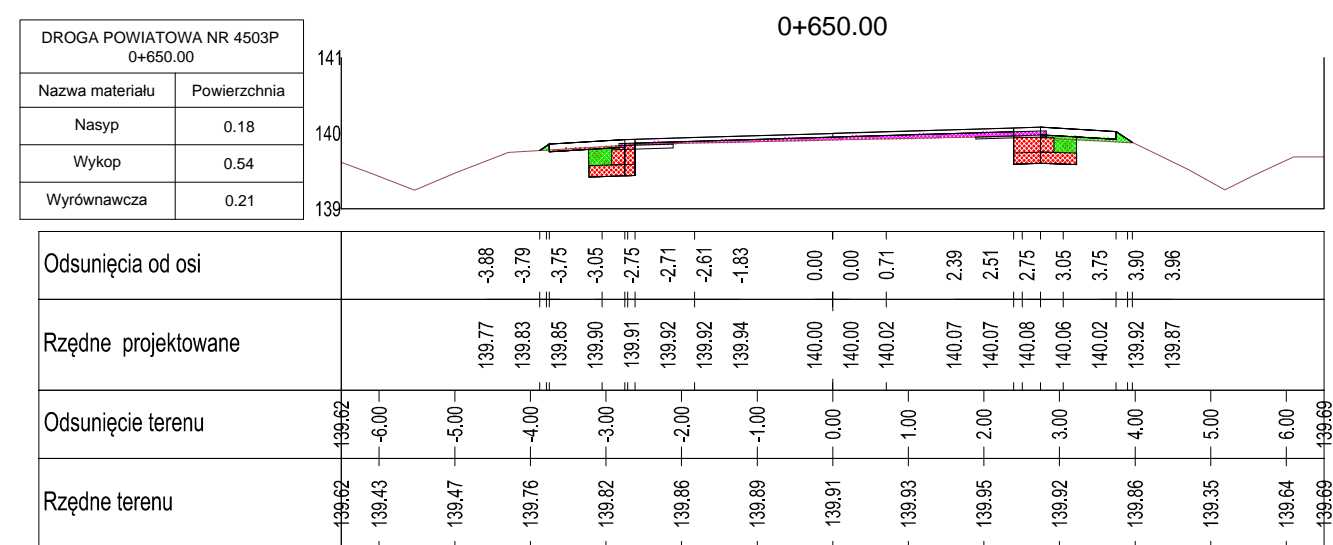 0+650.00
DROGA POWIATOWA NR 4503P
0+650.00
Nazwa materiału Powierzchnia
Nasyp 0.18
Wykop 0.54
Wyrównawcza 0.21
141
140
139
Odsunięcia od osi -3.88 -3.79 -3.75 -3.05 -2.75 -2.71 -2.61 -1.83 0.00 0.00 0.71 2.39 2.51 2.75 3.05 3.75 3.90 3.96
Rzędne projektowane 139.77 139.83 139.85 139.90 139.91 139.92 139.92 139.94 140.00 140.00 140.02 140.07 140.07 140.08 140.06 140.02 139.92 139.87
Odsunięcie terenu 139.62 -6.00 -5.00 -4.00 -3.00 -2.00 -1.00 0.00 1.00 2.00 3.00 4.00 5.00 6.00 139.69
Rzędne terenu 139.62 139.43 139.47 139.76 139.82 139.86 139.89 139.91 139.93 139.95 139.92 139.86 139.35 139.64 139.69